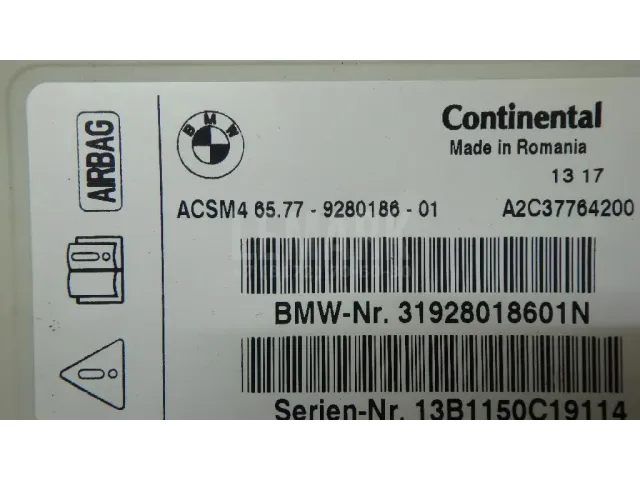 AIRBAG
BMW
Continental
Made in Romania
13 17
ACSM4 65.77 - 9280186 - 01 A2C37764200
BMW-Nr. 31928018601N
Serien-Nr. 13B1150C19114